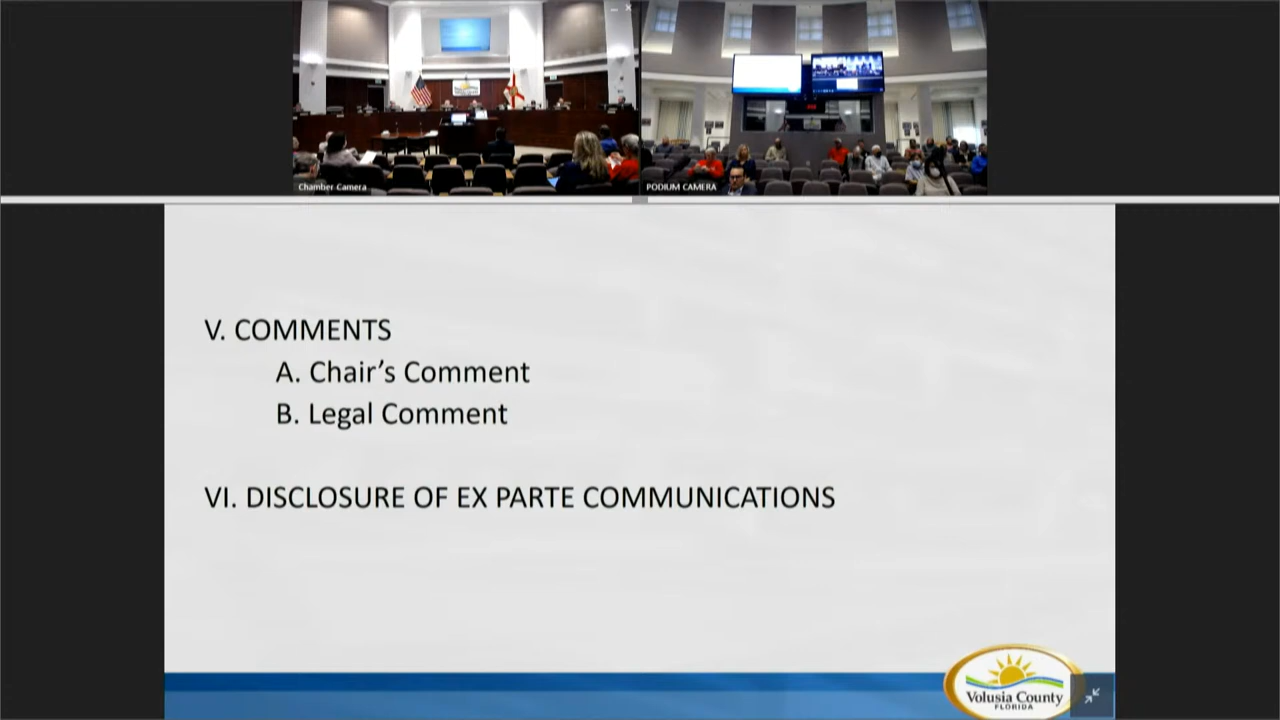 Chamber Camera
PODIUM CAMERA
V. COMMENTS
A. Chair's Comment
B. Legal Comment
VI. DISCLOSURE OF EX PARTE COMMUNICATIONS
Volusia County
FLORIDA